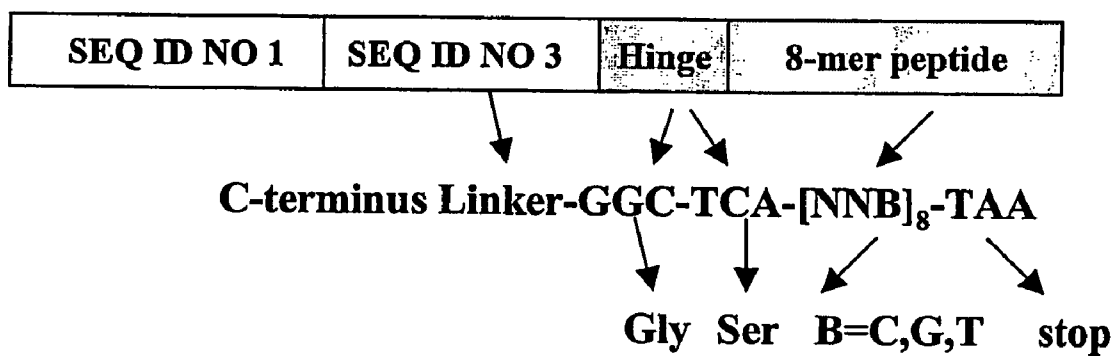 SEQ ID NO 1 SEQ ID NO 3 Hinge 8-mer peptide
C-terminus Linker-GGC-TCA-[NNB]8-TAA
Gly Ser B=C,G,T stop